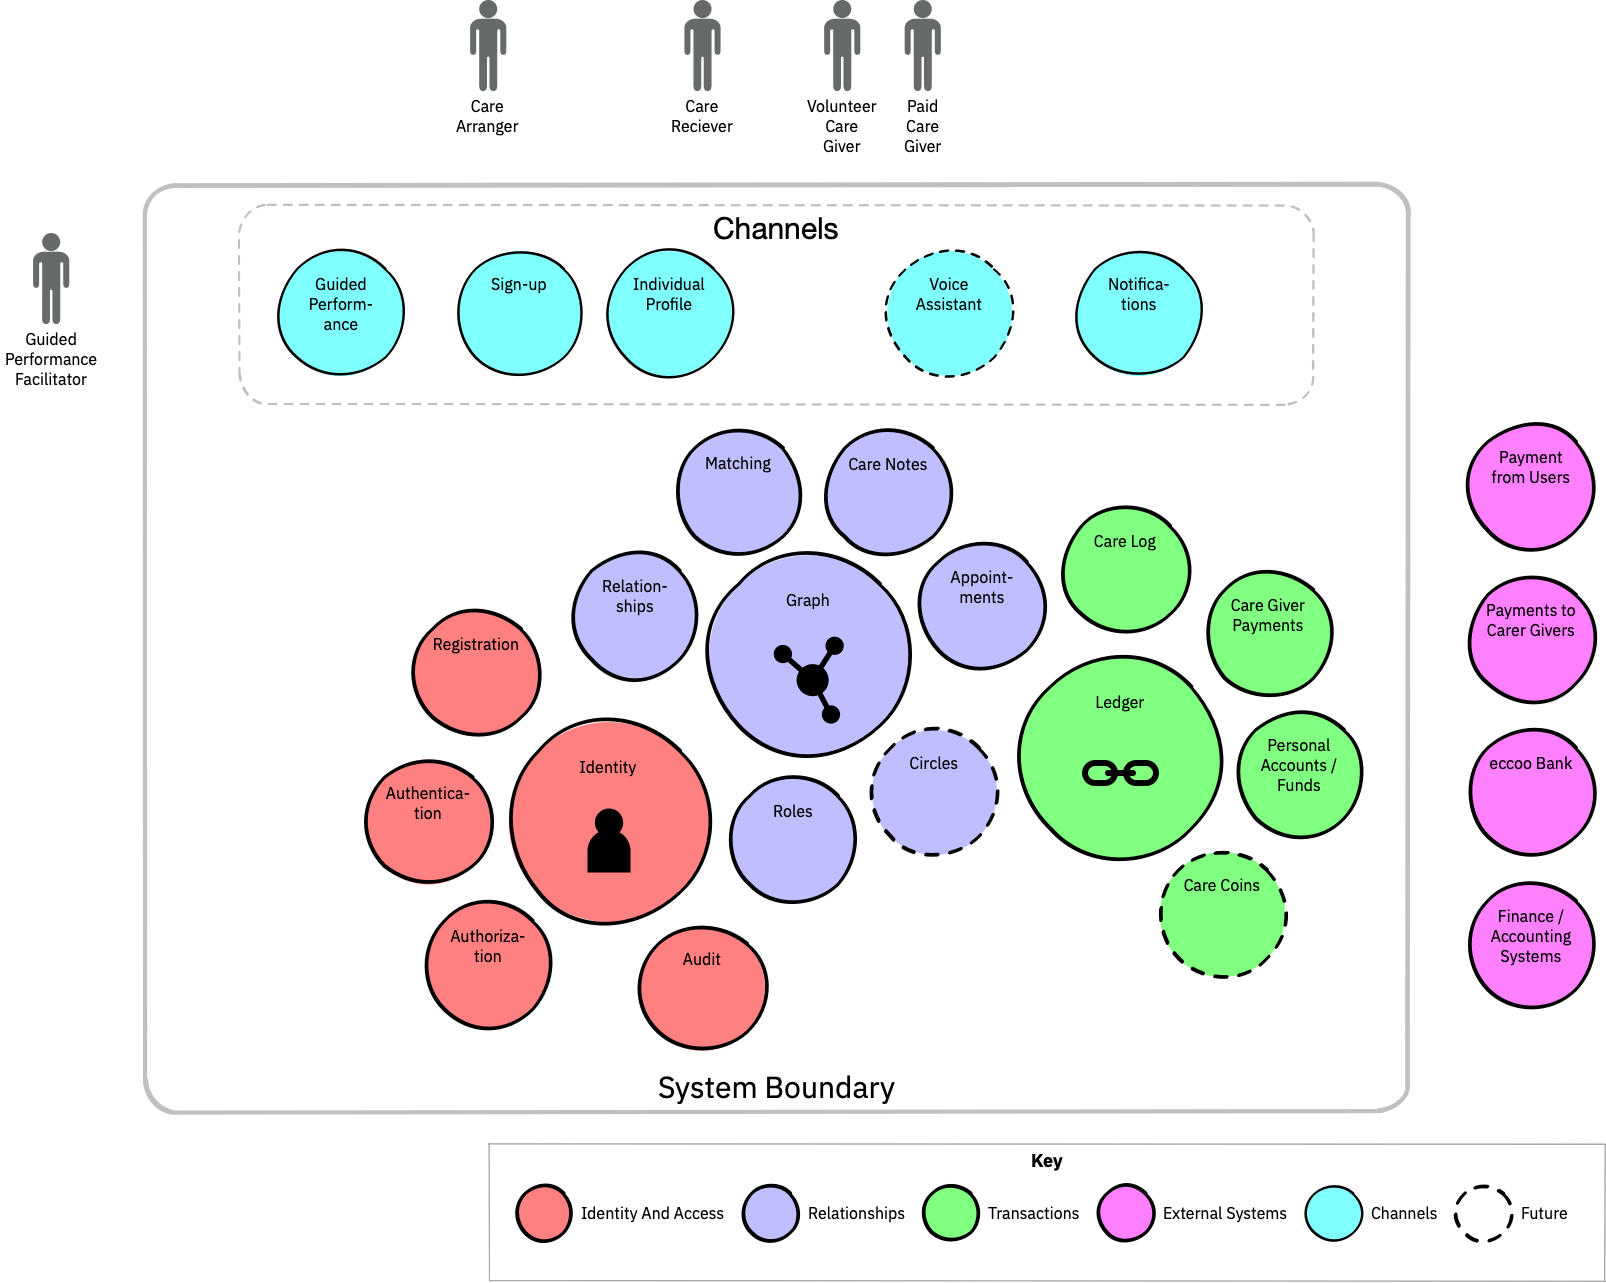 Care
Arranger
Care
Reciever
Volunteer
Care
Giver
Paid
Care
Giver
Guided
Performance
Facilitator
Channels
Guided
Perform-
ance
Sign-up
Individual
Profile
Voice
Assistant
Notifica-
tions
Matching
Care Notes
Relation-
ships
Graph
Appoint-
ments
Care Log
Care Giver
Payments
Registration
Identity
Authentica-
tion
Roles
Circles
Ledger
Personal
Accounts /
Funds
Care Coins
Authoriza-
tion
Audit
Payment
from Users
Payments to
Carer Givers
eccoo Bank
Finance /
Accounting
Systems
System Boundary
Key
Identity And Access
Relationships
Transactions
External Systems
Channels
Future